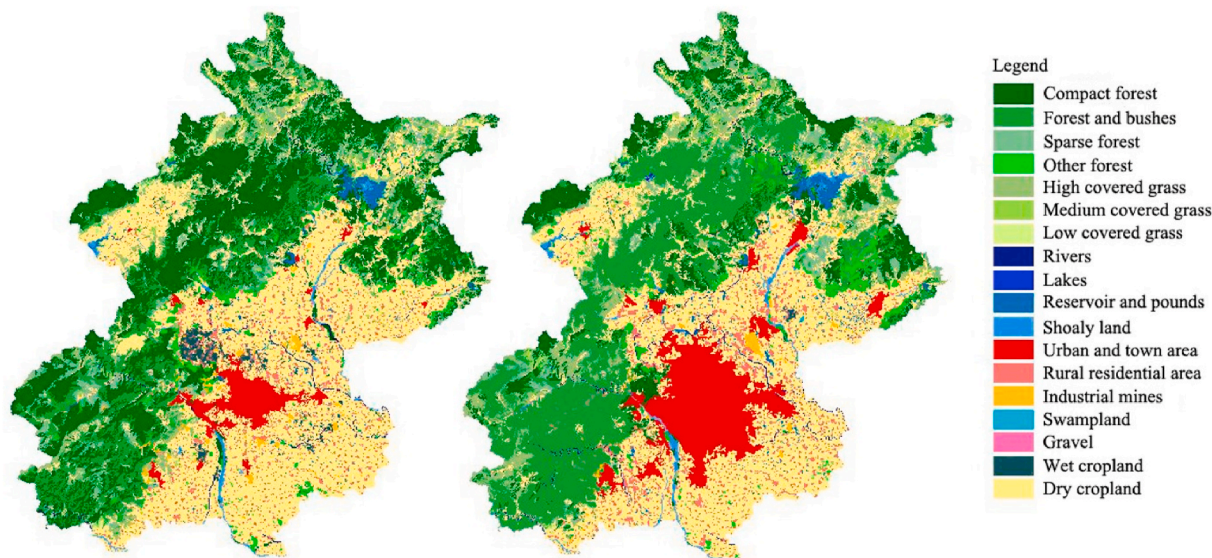 Legend
Compact forest
Forest and bushes
Sparse forest
Other forest
High covered grass
Medium covered grass
Low covered grass
Rivers
Lakes
Reservoir and pounds
Shoaly land
Urban and town area
Rural residential area
Industrial mines
Swampland
Gravel
Wet cropland
Dry cropland